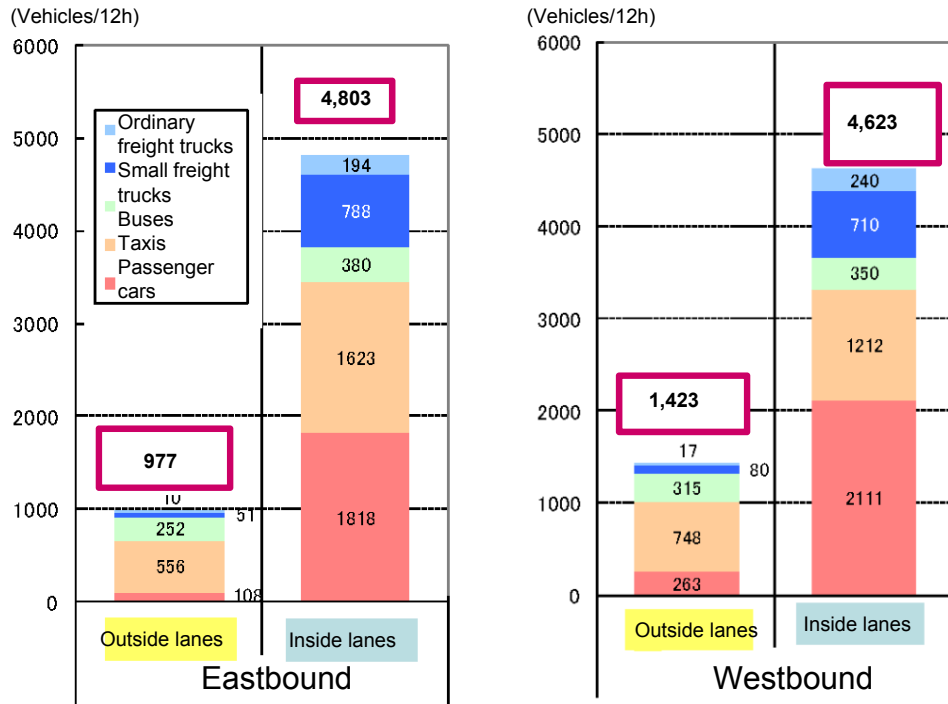 (Vehicles/12h)
6000
5000
4000
3000
2000
1000
0
Ordinary
freight trucks
Small freight
trucks
Buses
Taxis
Passenger
cars
4,803
194
788
380
1623
1818
977
10
51
252
556
108
Outside lanes
Inside lanes
Eastbound
(Vehicles/12h)
6000
5000
4000
3000
2000
1000
0
4,623
240
710
350
1212
2111
1,423
17
80
315
748
263
Outside lanes
Inside lanes
Westbound